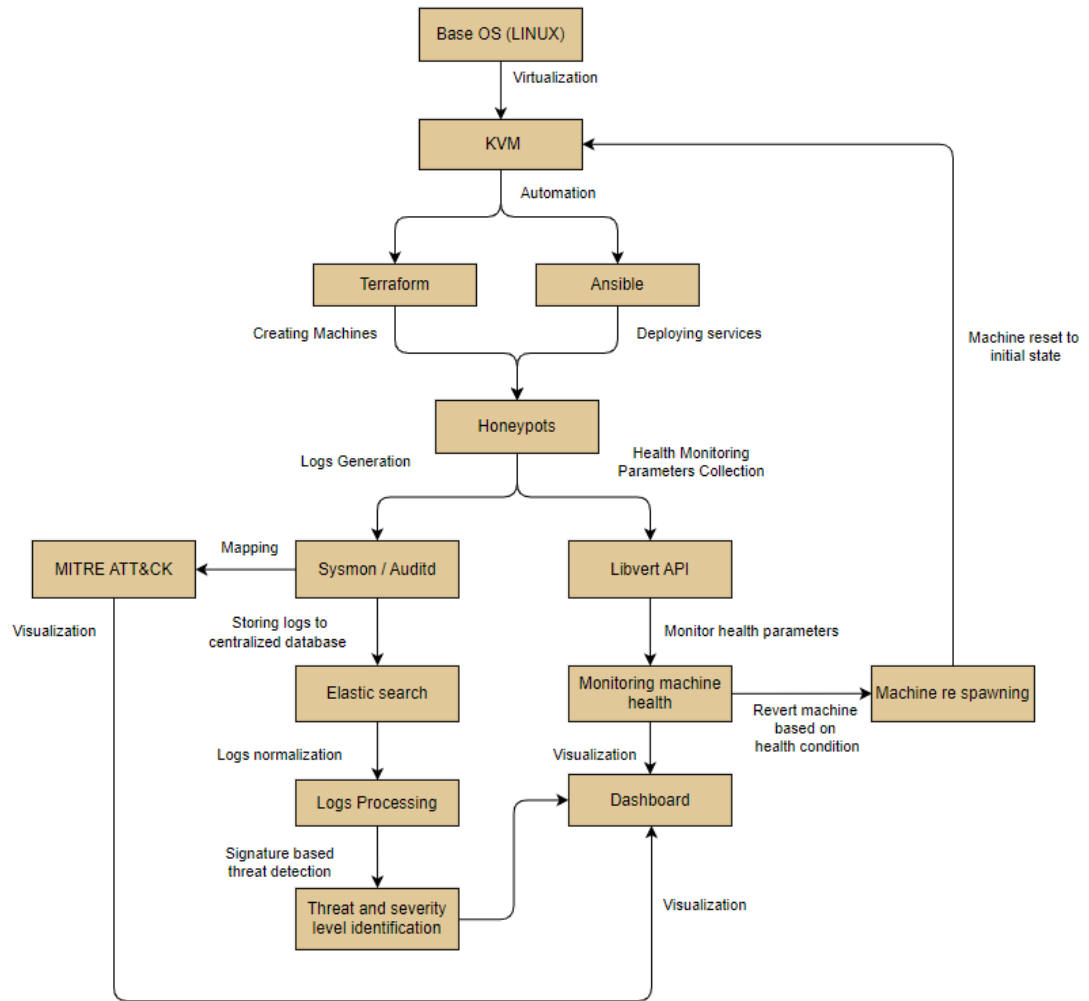 Base OS (LINUX)
Virtualization
KVM
Automation
Terraform
Ansible
Creating Machines
Deploying services
Machine reset to
initial state
Honeypots
Logs Generation
Health Monitoring
Parameters Collection
MITRE ATT&CK
Mapping
Sysmon / Auditd
Libvert API
Visualization
Storing logs to
centralized database
Monitor health parameters
Elastic search
Monitoring machine
health
Machine re spawning
Revert machine
based on
health condition
Logs normalization
Visualization
Logs Processing
Dashboard
Signature based
threat detection
Threat and severity
level identification
Visualization